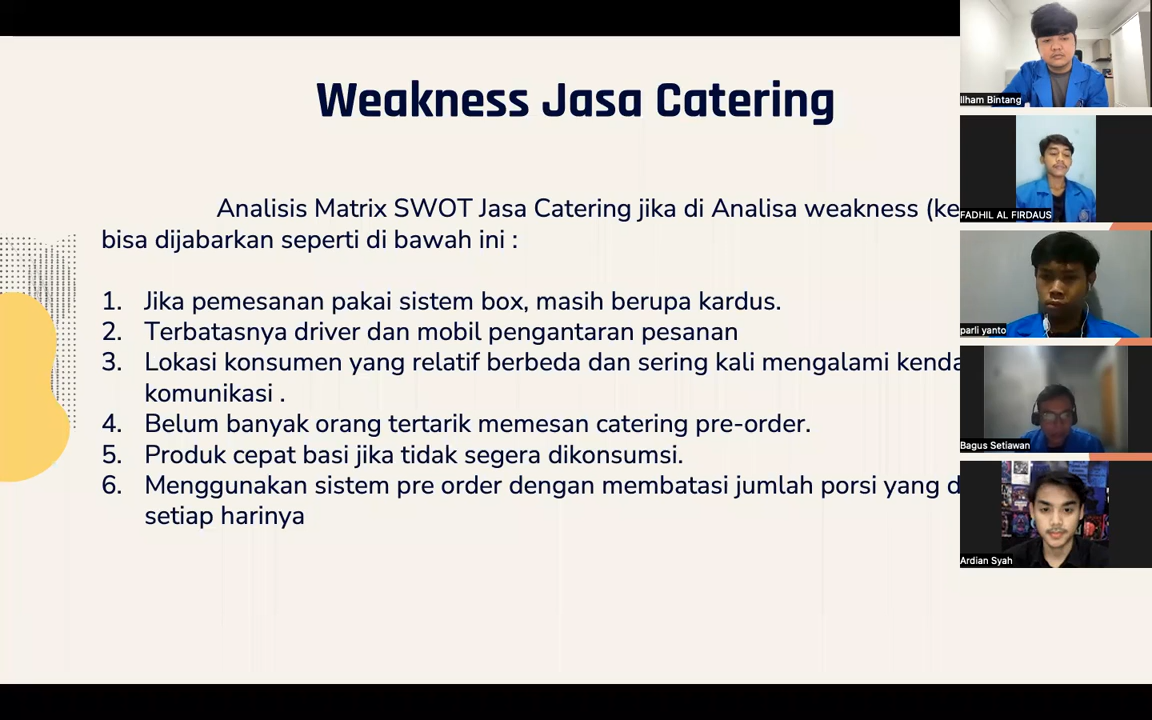 Weakness Jasa Catering
Analisis Matrix SWOT Jasa Catering jika di Analisa weakness
bisa dijabarkan seperti di bawah ini :
1. Jika pemesanan pakai sistem box, masih berupa kardus.
2. Terbatasnya driver dan mobil pengantaran pesanan
3. Lokasi konsumen yang relatif berbeda dan sering kali mengalami
komunikasi .
4. Belum banyak orang tertarik memesan catering pre-order.
5. Produk cepat basi jika tidak segera dikonsumsi.
6. Menggunakan sistem pre order dengan membatasi jumlah porsi yang
setiap harinya
Ilham Bintang
FADHIL AL FIRDAUS
parli yanto
Bagus Setiawan
Ardian Syah